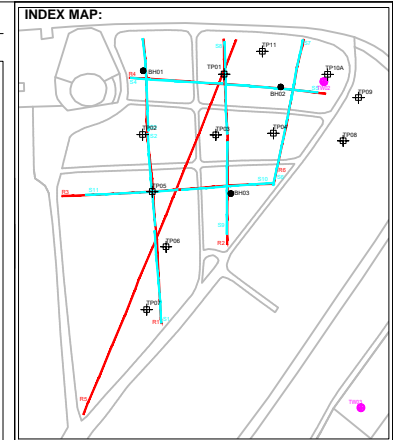 INDEX MAP:
TP11
TP01
BH01
R4
TP10A
BH02
TP09
TP02
TP03
TP04
TP08
R6
R3
S11
TP05
BH03
R2
TP06
TP07
R1
R5